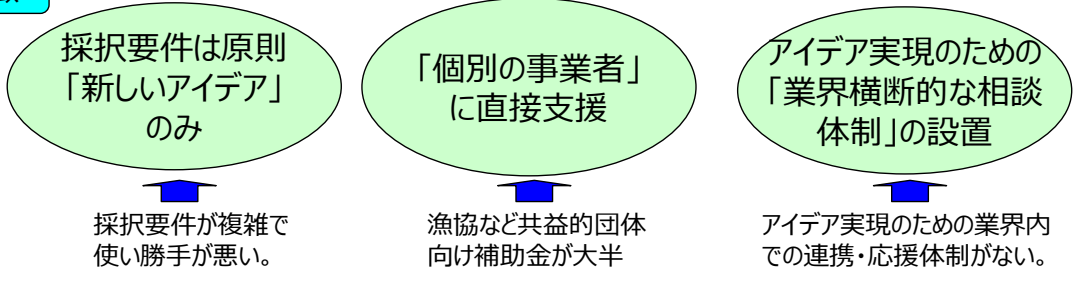 採択要件は原則
「新しいアイデア」
のみ
「個別の事業者」
に直接支援
アイデア実現のための
「業界横断的な相談
体制」の設置
採択要件が複雑で
使い勝手が悪い。
漁協など共益的団体
向け補助金が大半
アイデア実現のための業界内
での連携・応援体制がない。